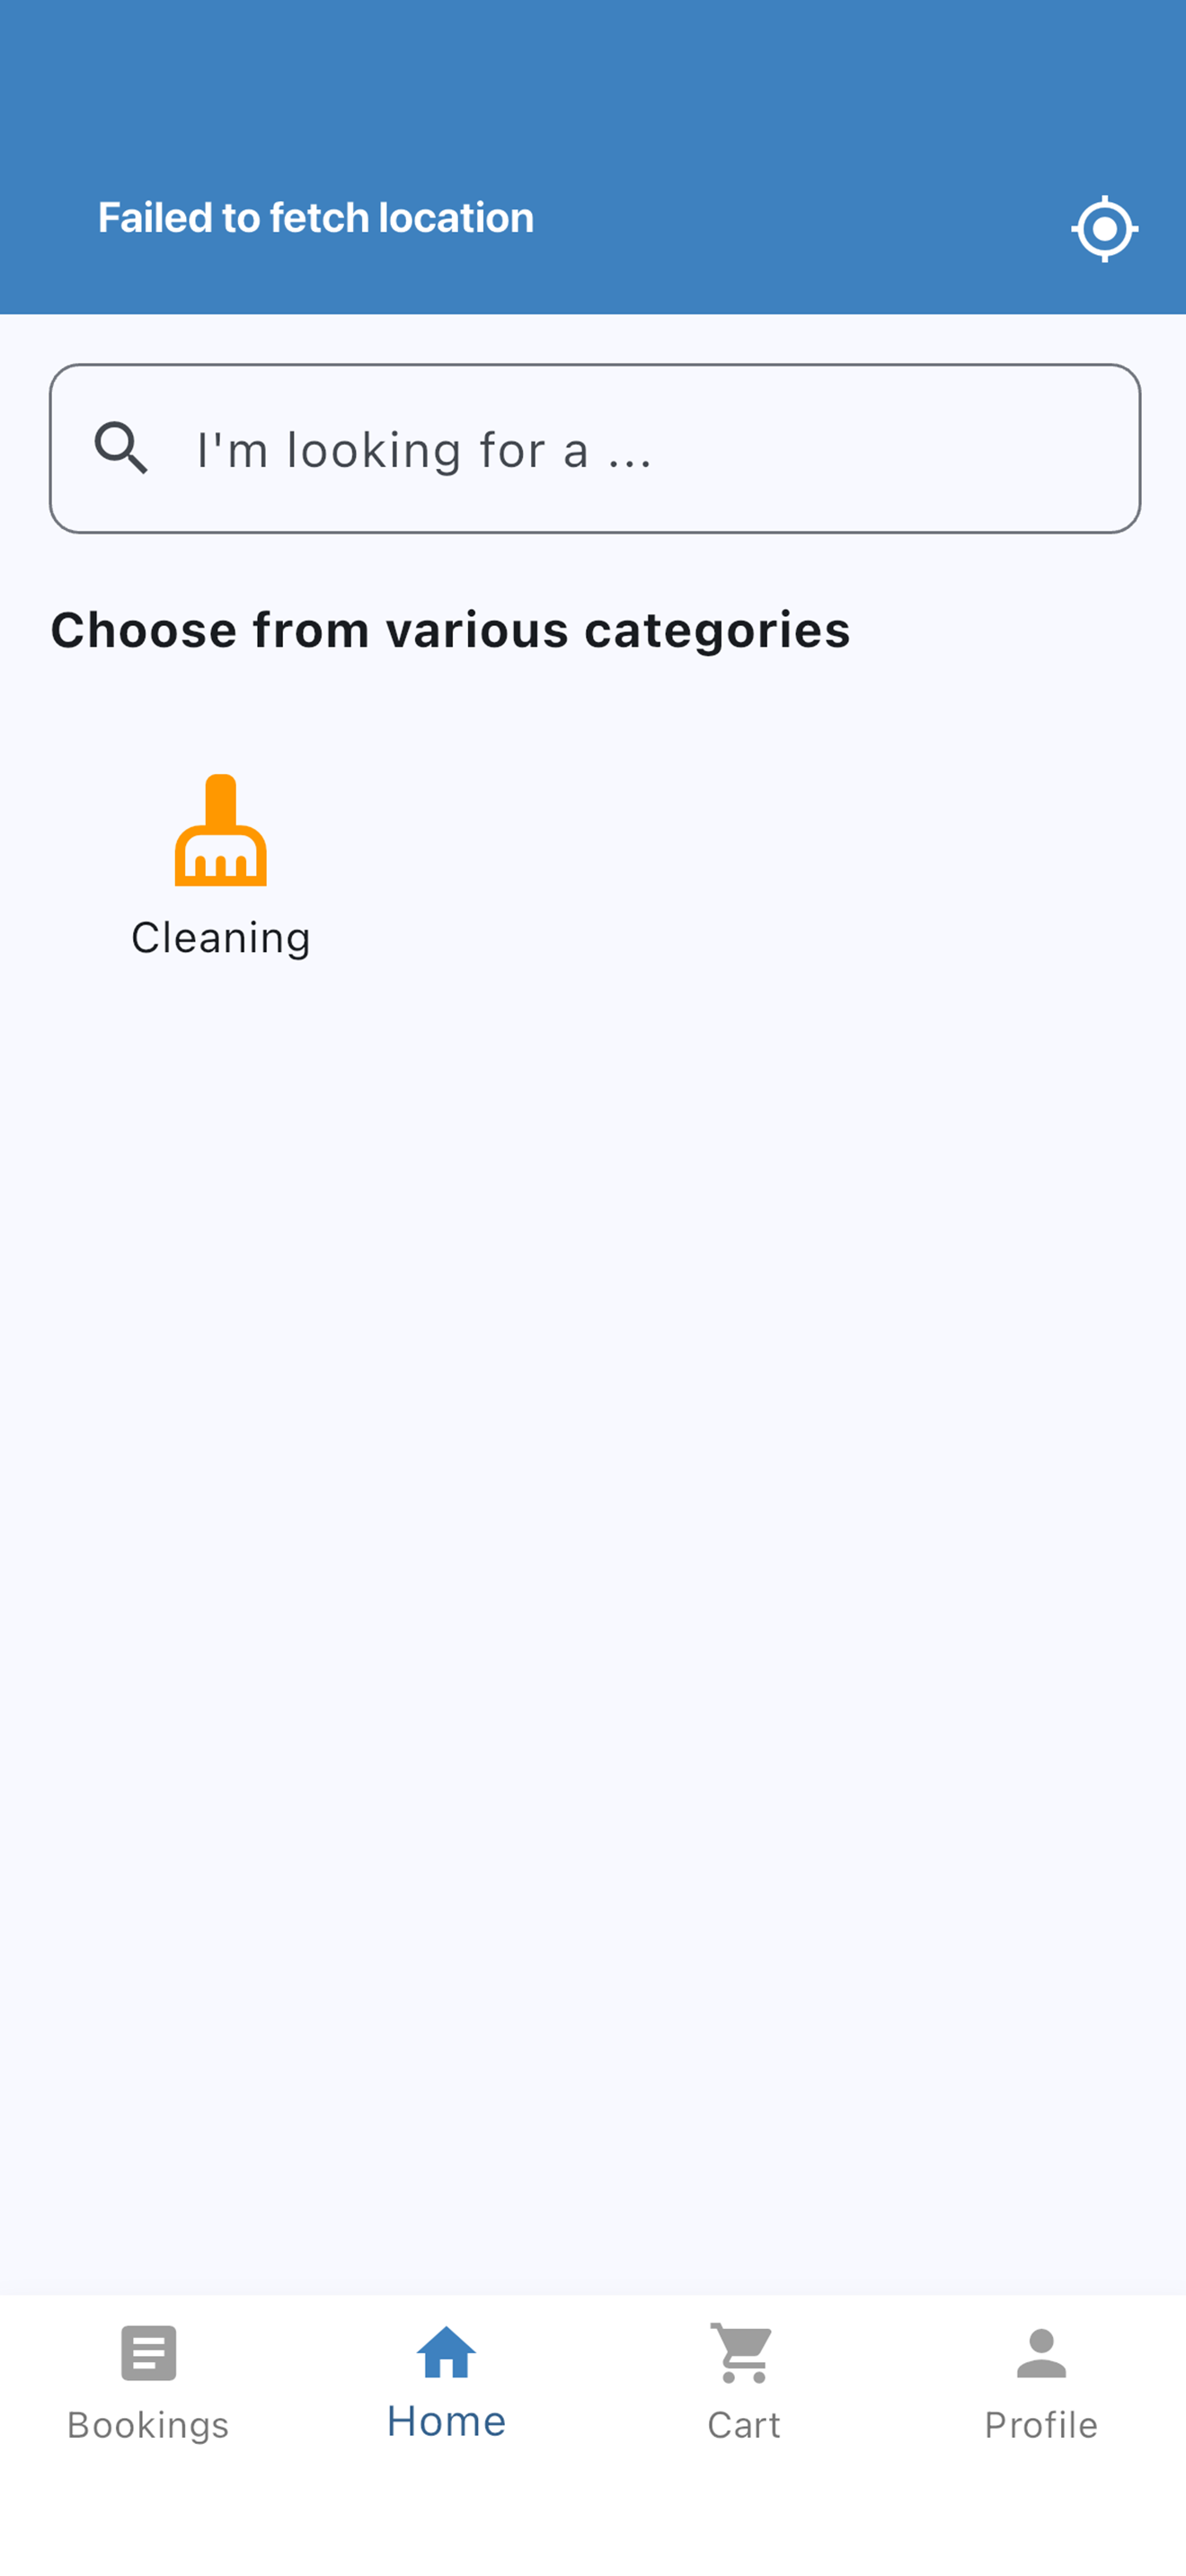 Failed to fetch location
I'm looking for a ...
Choose from various categories
Cleaning
Bookings
Home
Cart
Profile